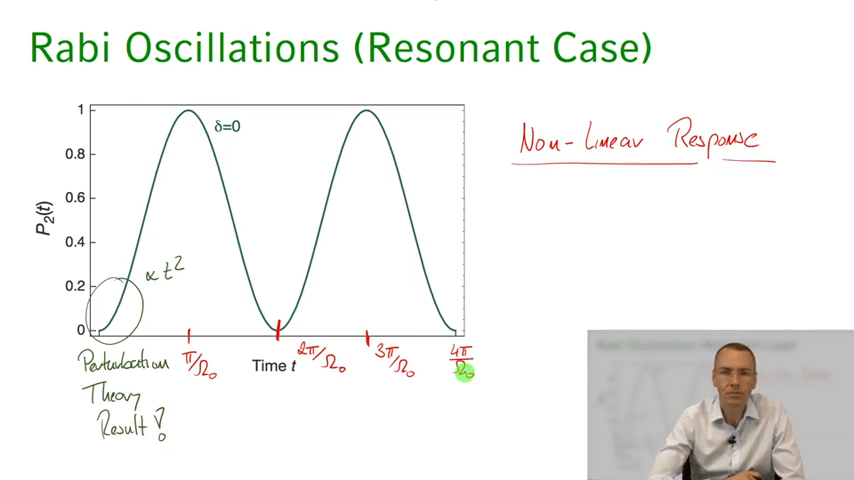 Rabi Oscillations (Resonant Case)
1
δ=0
0.8
0.6
0.4
0.2
0
P₂(t)
∝ t²
Non-Linear Response
π/Ω₀
2π/Ω₀
3π/Ω₀
4π/Ω₀
Time t
Perturbation
Theory
Result!